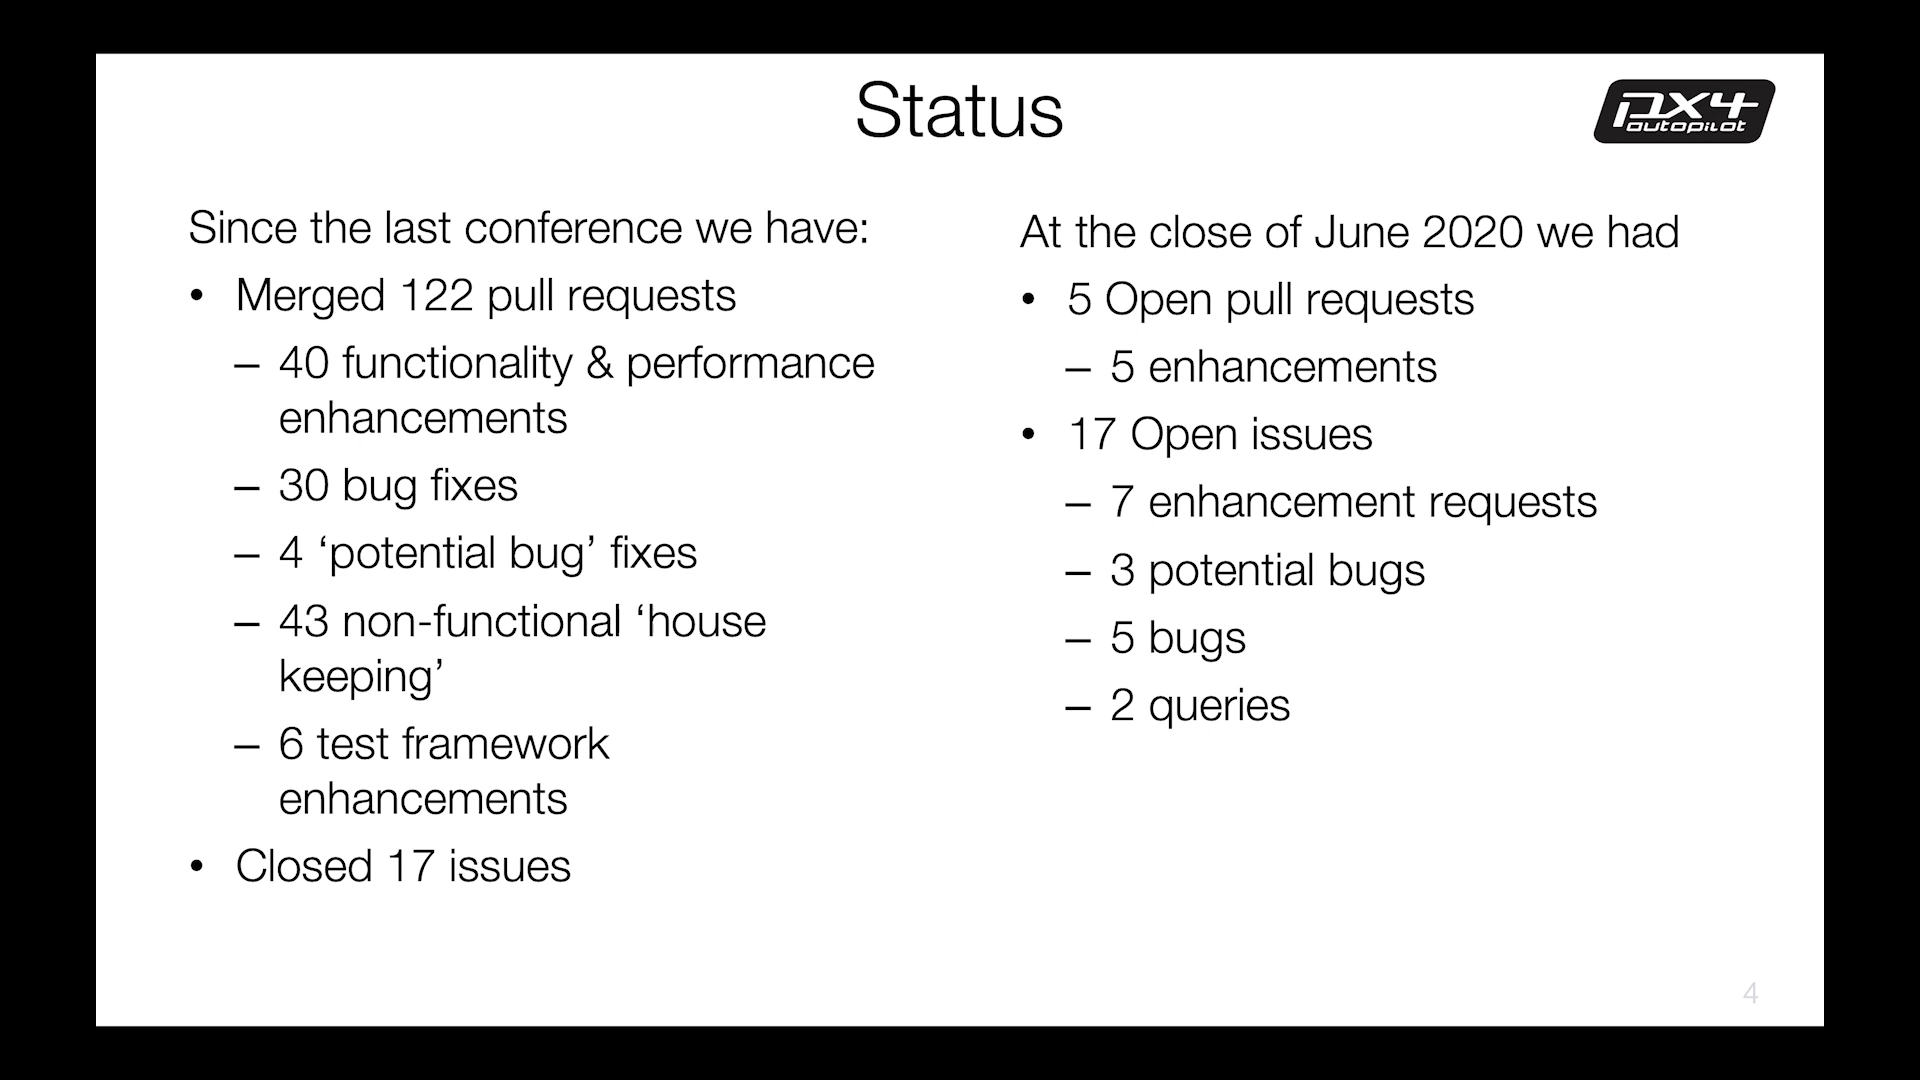 Status
PX4
autopilot
Since the last conference we have:
• Merged 122 pull requests
– 40 functionality & performance
enhancements
– 30 bug fixes
– 4 ‘potential bug’ fixes
– 43 non-functional ‘house
keeping’
– 6 test framework
enhancements
• Closed 17 issues
At the close of June 2020 we had
• 5 Open pull requests
– 5 enhancements
• 17 Open issues
– 7 enhancement requests
– 3 potential bugs
– 5 bugs
– 2 queries
4